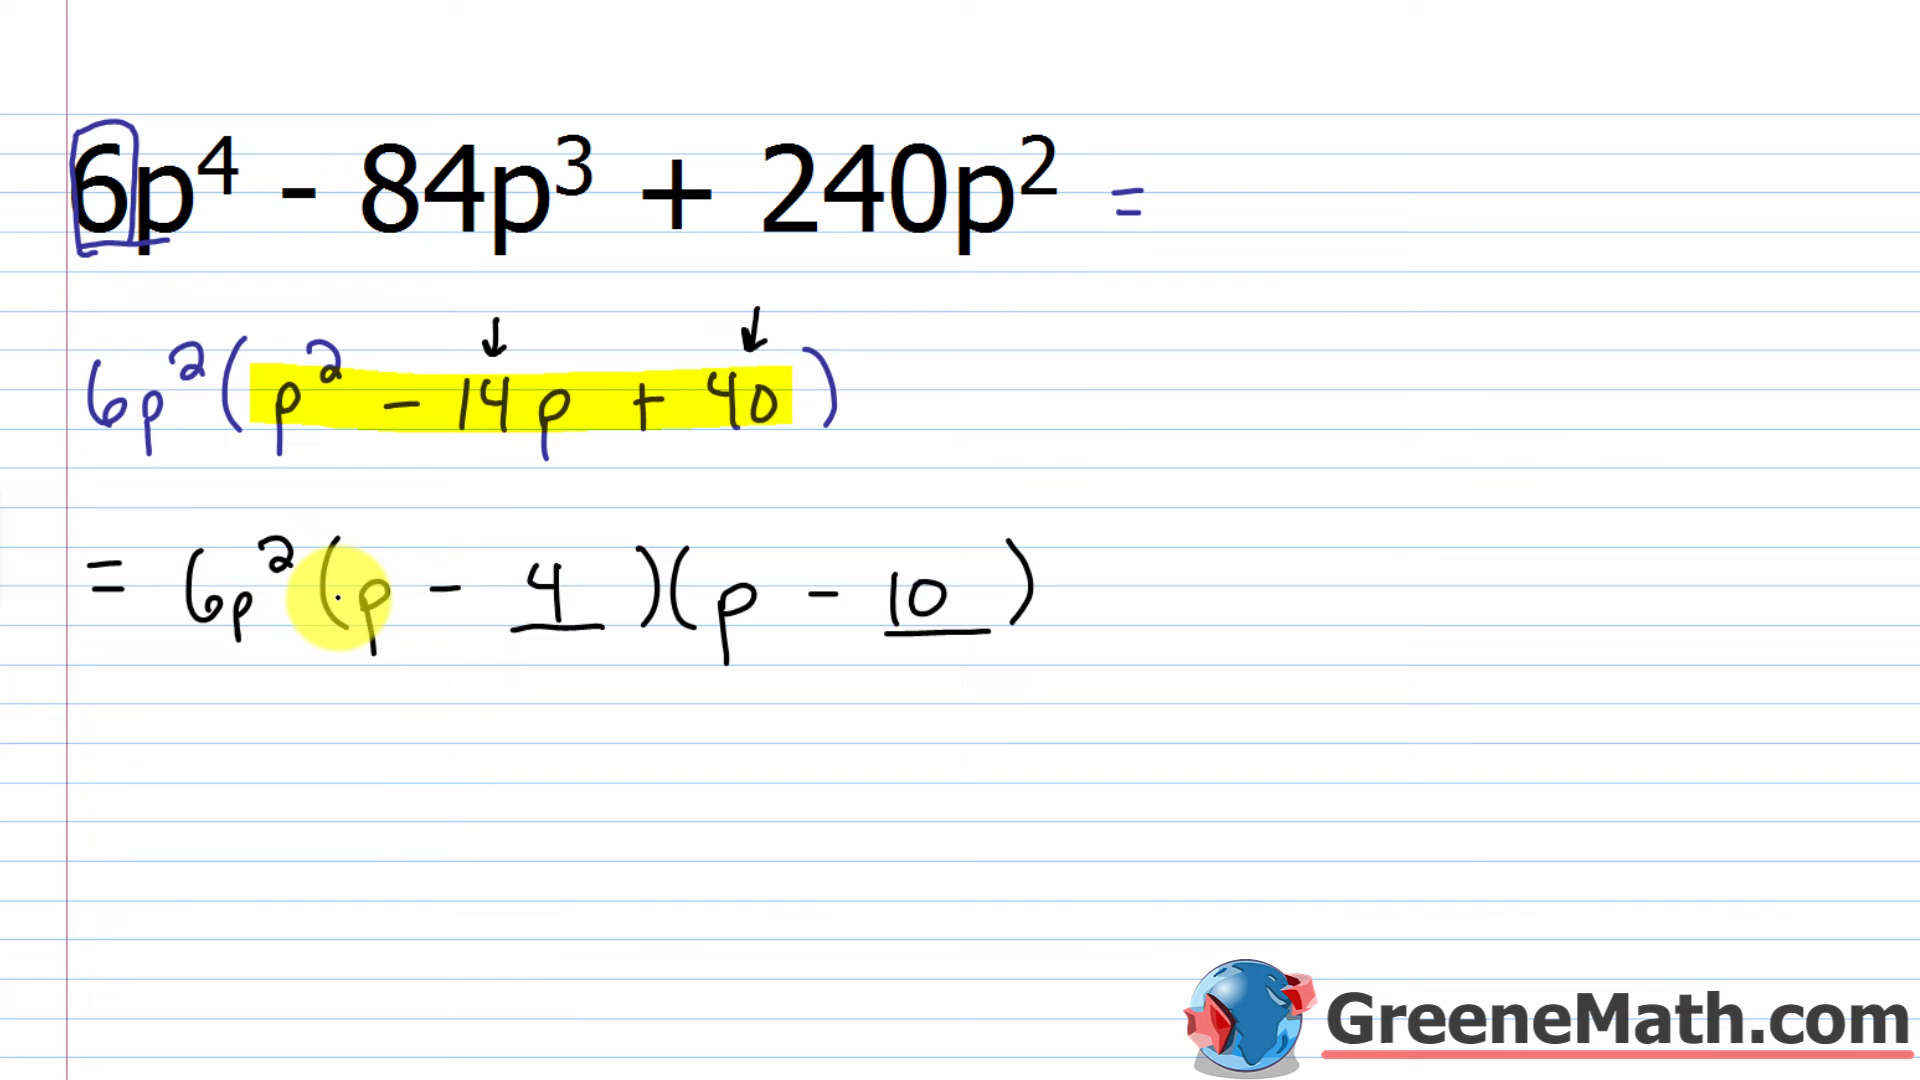 6p⁴ - 84p³ + 240p² =
6p²(p² - 14p + 40)
= 6p²(p - 4)(p - 10)
GreeneMath.com